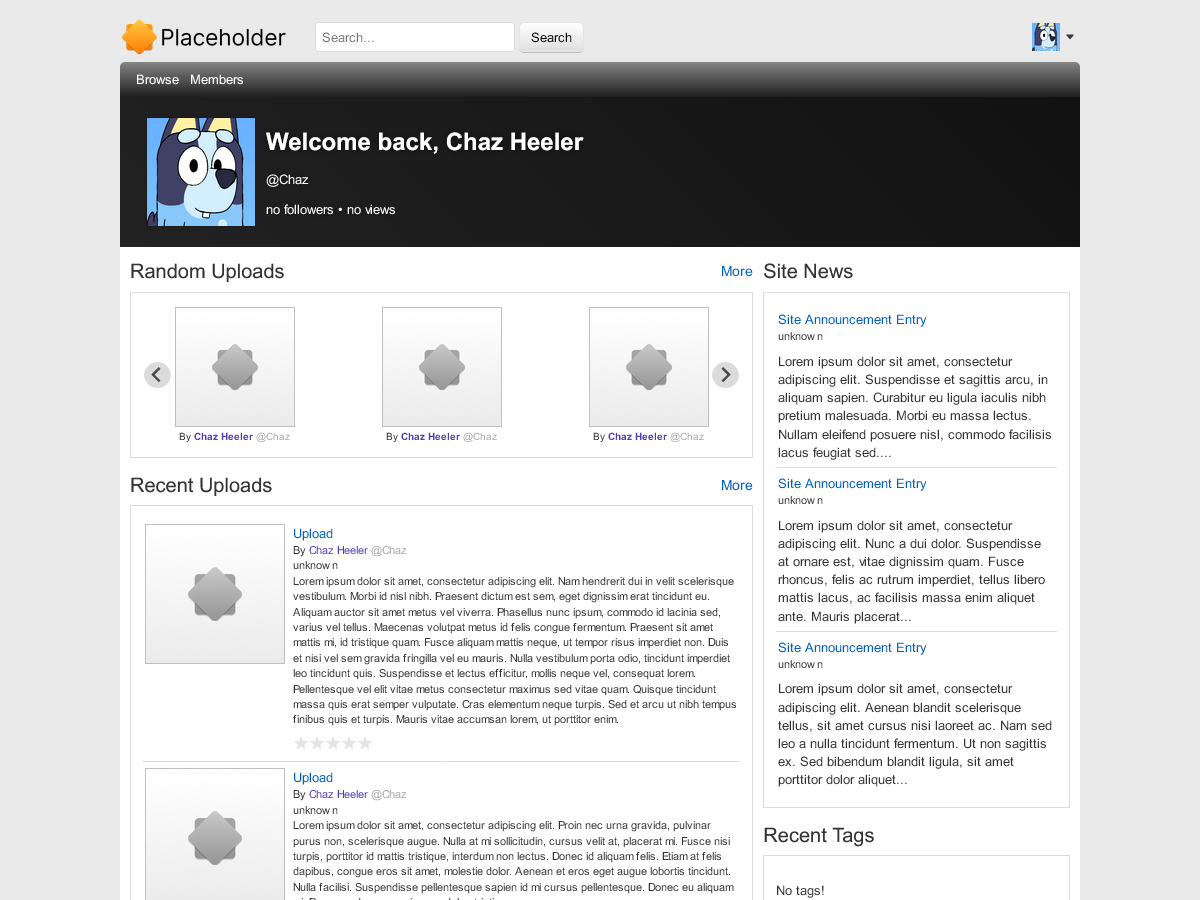 Placeholder
Search...
Search
Browse Members
Welcome back, Chaz Heeler
@Chaz
no followers • no views
Random Uploads
More
By Chaz Heeler @Chaz
By Chaz Heeler @Chaz
By Chaz Heeler @Chaz
Recent Uploads
More
Upload
By Chaz Heeler @Chaz
unknown
Lorem ipsum dolor sit amet, consectetur adipiscing elit. Nam hendrerit dui in velit scelerisque
vestibulum. Morbi id nisl nibh. Praesent dictum est sem, eget dignissim erat tincidunt eu.
Aliquam auctor sit amet metus vel viverra. Phasellus nunc ipsum, commodo id lacinia sed,
varius vel tellus. Maecenas volutpat metus id felis congue fermentum. Praesent sit amet
mattis mi, id tristique quam. Fusce aliquam mattis neque, ut tempor risus imperdiet non. Duis
et nisi vel sem gravida fringilla vel eu mauris. Nulla vestibulum porta odio, tincidunt imperdiet
leo tincidunt quis. Suspendisse et lectus efficitur, mollis neque vel, consequat lorem.
Pellentesque vel elit vitae metus consectetur maximus sed vitae quam. Quisque tincidunt
massa quis erat semper vulputate. Cras elementum neque turpis. Sed et arcu ut nibh tempus
finibus quis et turpis. Mauris vitae accumsan lorem, ut porttitor enim.
Upload
By Chaz Heeler @Chaz
unknown
Lorem ipsum dolor sit amet, consectetur adipiscing elit. Proin nec urna gravida, pulvinar
purus non, scelerisque augue. Nulla at mi sollicitudin, cursus velit at, placerat mi. Fusce nisi
turpis, porttitor id mattis tristique, interdum non lectus. Donec id aliquam felis. Etiam at felis
dapibus, congue eros sit amet, molestie dolor. Aenean et eros eget augue lobortis tincidunt.
Nulla facilisi. Suspendisse pellentesque sapien id mi cursus pellentesque. Donec eu aliquam
Site News
Site Announcement Entry
unknown
Lorem ipsum dolor sit amet, consectetur
adipiscing elit. Suspendisse et sagittis arcu, in
aliquam sapien. Curabitur eu ligula iaculis nibh
pretium malesuada. Morbi eu massa lectus.
Nullam eleifend posuere nisl, commodo facilisis
lacus feugiat sed....
Site Announcement Entry
unknown
Lorem ipsum dolor sit amet, consectetur
adipiscing elit. Nunc a dui dolor. Suspendisse
at ornare est, vitae dignissim quam. Fusce
rhoncus, felis ac rutrum imperdiet, tellus libero
mattis lacus, ac facilisis massa enim aliquet
ante. Mauris placerat...
Site Announcement Entry
unknown
Lorem ipsum dolor sit amet, consectetur
adipiscing elit. Aenean blandit scelerisque
tellus, sit amet cursus nisi laoreet ac. Nam sed
leo a nulla tincidunt fermentum. Ut non sagittis
ex. Sed bibendum blandit ligula, sit amet
porttitor dolor aliquet...
Recent Tags
No tags!